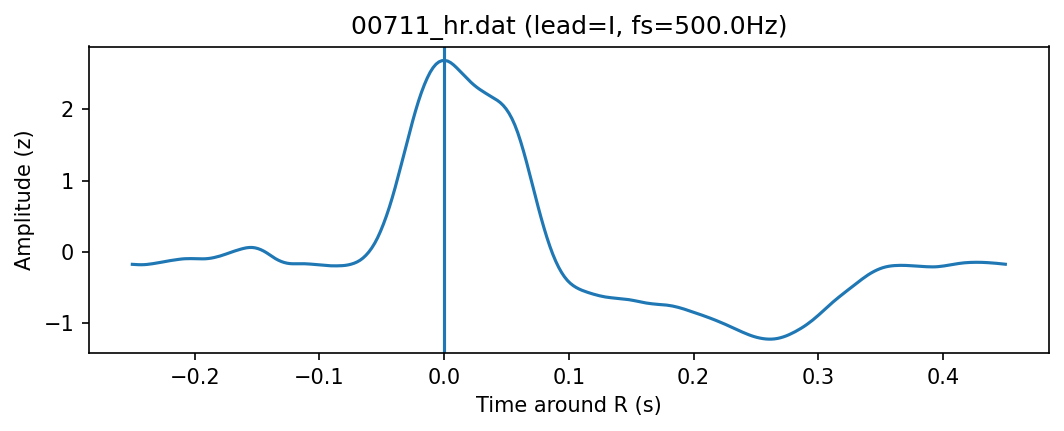 00711_hr.dat (lead=I, fs=500.0Hz)
Amplitude (z)
2
1
0
−1
−0.2 −0.1 0.0 0.1 0.2 0.3 0.4
Time around R (s)